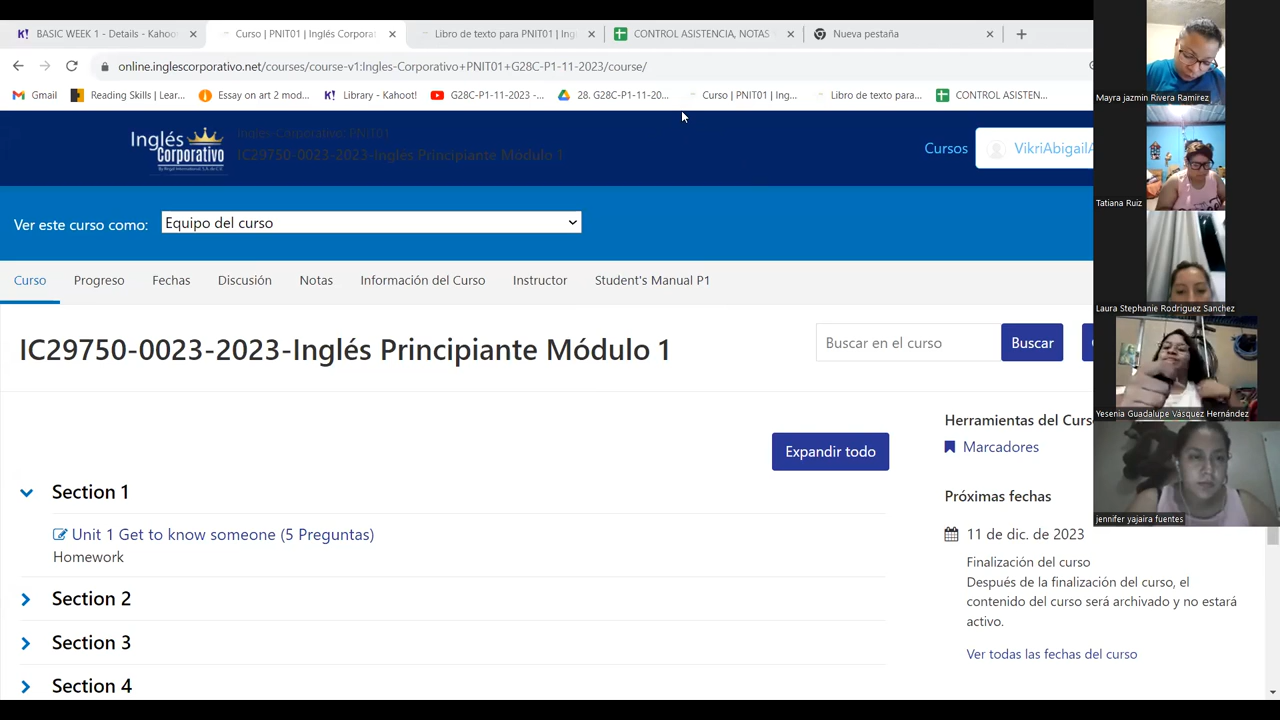 BASIC WEEK 1 - Details - Kahoo
Curso | PNIT01 | Inglés Corpora
Libro de texto para PNIT01 | Ing
CONTROL ASISTENCIA, NOTAS
Nueva pestaña
online.inglescorporativo.net/courses/course-v1:Ingles-Corporativo+PNIT01+G28C-P1-11-2023/course/
Gmail
Reading Skills | Lear...
Essay on art 2 mod...
Library - Kahoot!
G28C-P1-11-2023 -...
28. G28C-P1-11-20...
Curso | PNIT01 | Ing...
Libro de texto para...
CONTROL ASISTEN...
Inglés
Corporativo
Ingles-Corporativo: PNIT01
IC29750-0023-2023-Inglés Principiante Módulo 1
Cursos
VikriAbigailA
Ver este curso como:
Equipo del curso
Curso
Progreso
Fechas
Discusión
Notas
Información del Curso
Instructor
Student's Manual P1
IC29750-0023-2023-Inglés Principiante Módulo 1
Buscar en el curso
Buscar
Herramientas del Curs
Marcadores
Expandir todo
Section 1
Unit 1 Get to know someone (5 Preguntas)
Homework
Section 2
Section 3
Section 4
Próximas fechas
11 de dic. de 2023
Finalización del curso
Después de la finalización del curso, el
contenido del curso será archivado y no estará
activo.
Ver todas las fechas del curso
Mayra jazmin Rivera Ramírez
Tatiana Ruiz
Laura Stephanie Rodriguez Sanchez
Yesenia Guadalupe Vásquez Hernández
jennifer yajaira fuentes